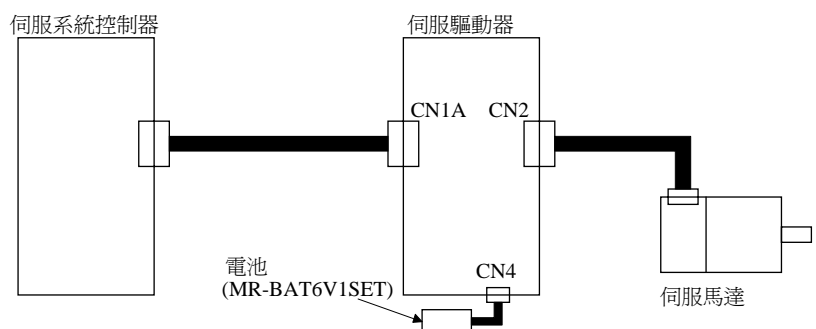 伺服系統控制器
伺服驅動器
CN1A
CN2
電池
(MR-BAT6V1SET)
CN4
伺服馬達